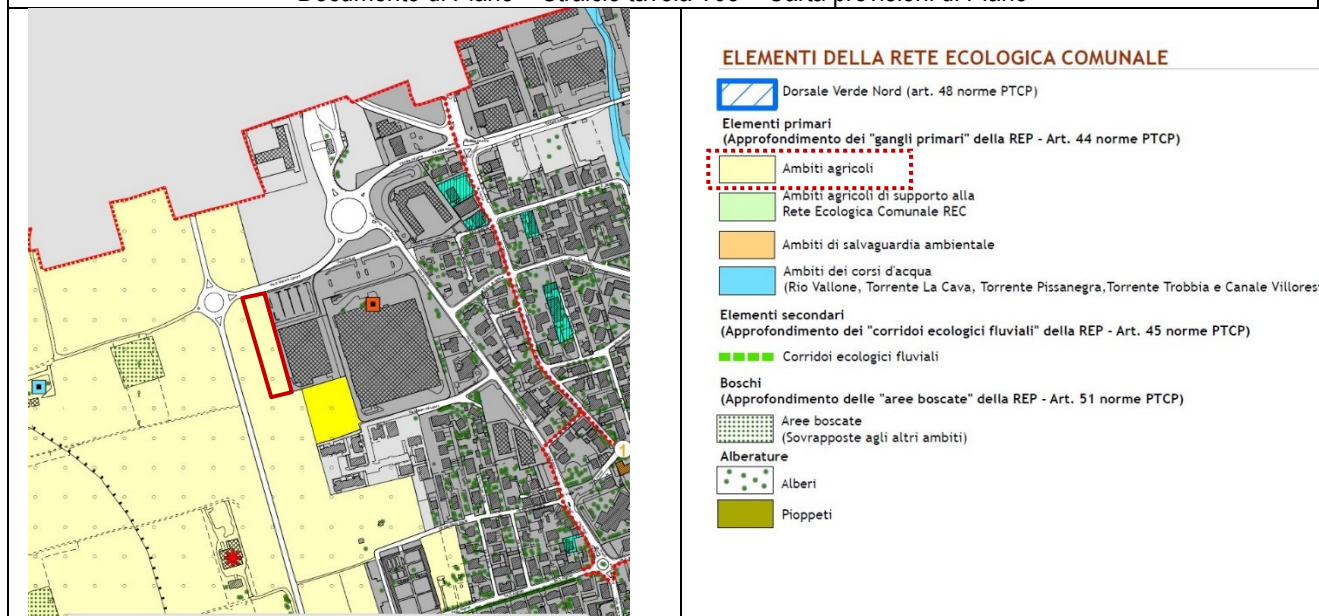 ELEMENTI DELLA RETE ECOLOGICA COMUNALE
Dorsale Verde Nord (art. 48 norme PTCP)
Elementi primari
(Approfondimento dei "gangli primari" della REP - Art. 44 norme PTCP)
Ambiti agricoli
Ambiti agricoli di supporto alla
Rete Ecologica Comunale REC
Ambiti di salvaguardia ambientale
Ambiti dei corsi d'acqua
(Rio Vallone, Torrente La Cava, Torrente Pissanegra,Torrente Trobbia e Canale Villores
Elementi secondari
(Approfondimento dei "corridoi ecologici fluviali" della REP - Art. 45 norme PTCP)
Corridoi ecologici fluviali
Boschi
(Approfondimento delle "aree boscate" della REP - Art. 51 norme PTCP)
Aree boscate
(Sovrapposte agli altri ambiti)
Alberature
Alberi
Pioppeti
1